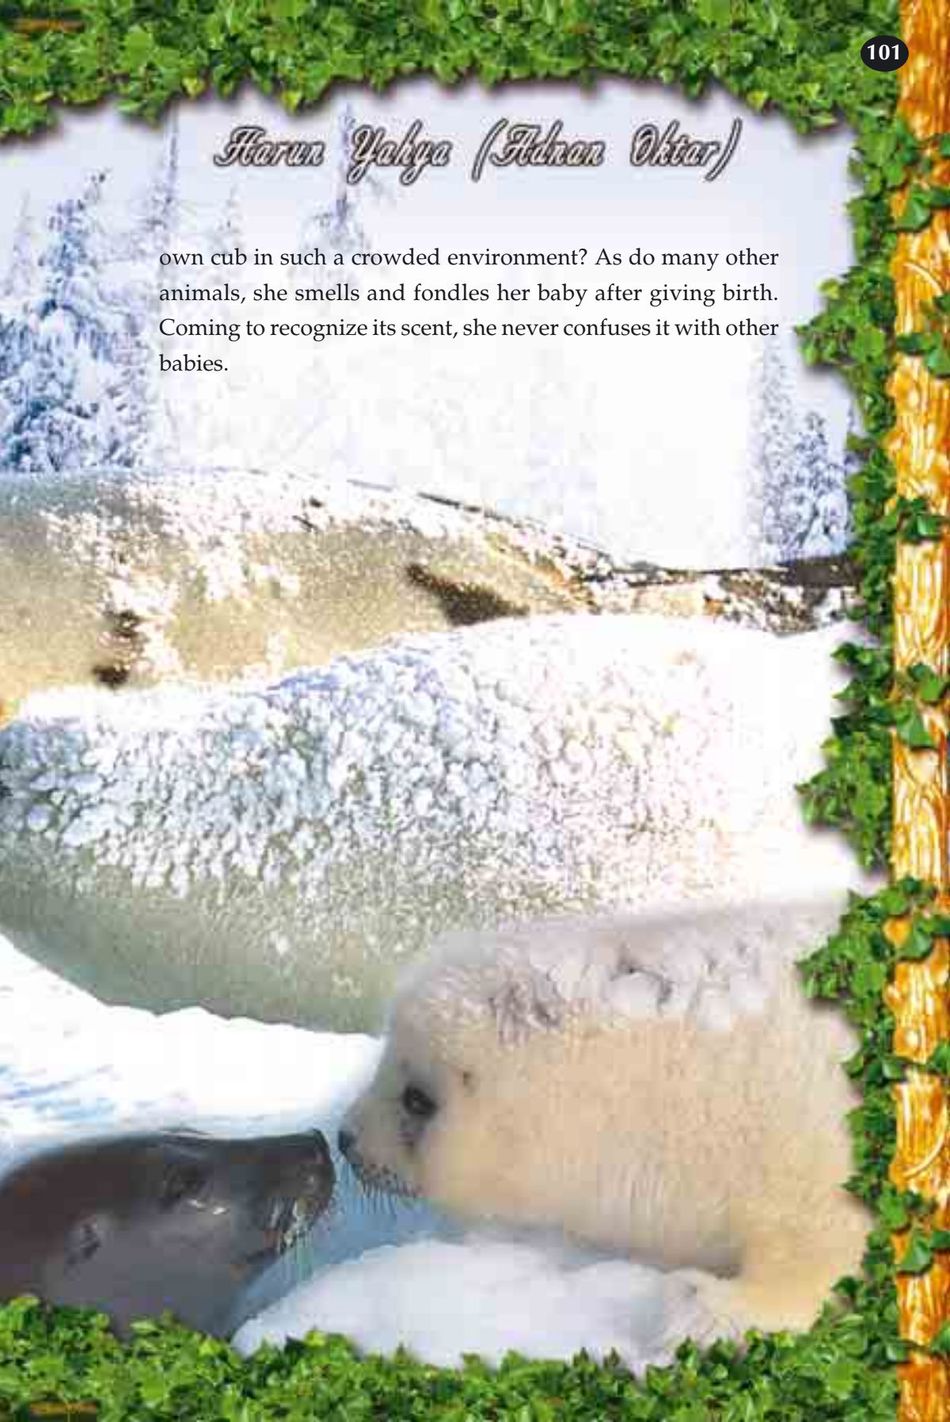 101
Harun Yahya (Adnan Oktar)
own cub in such a crowded environment? As do many other
animals, she smells and fondles her baby after giving birth.
Coming to recognize its scent, she never confuses it with other
babies.